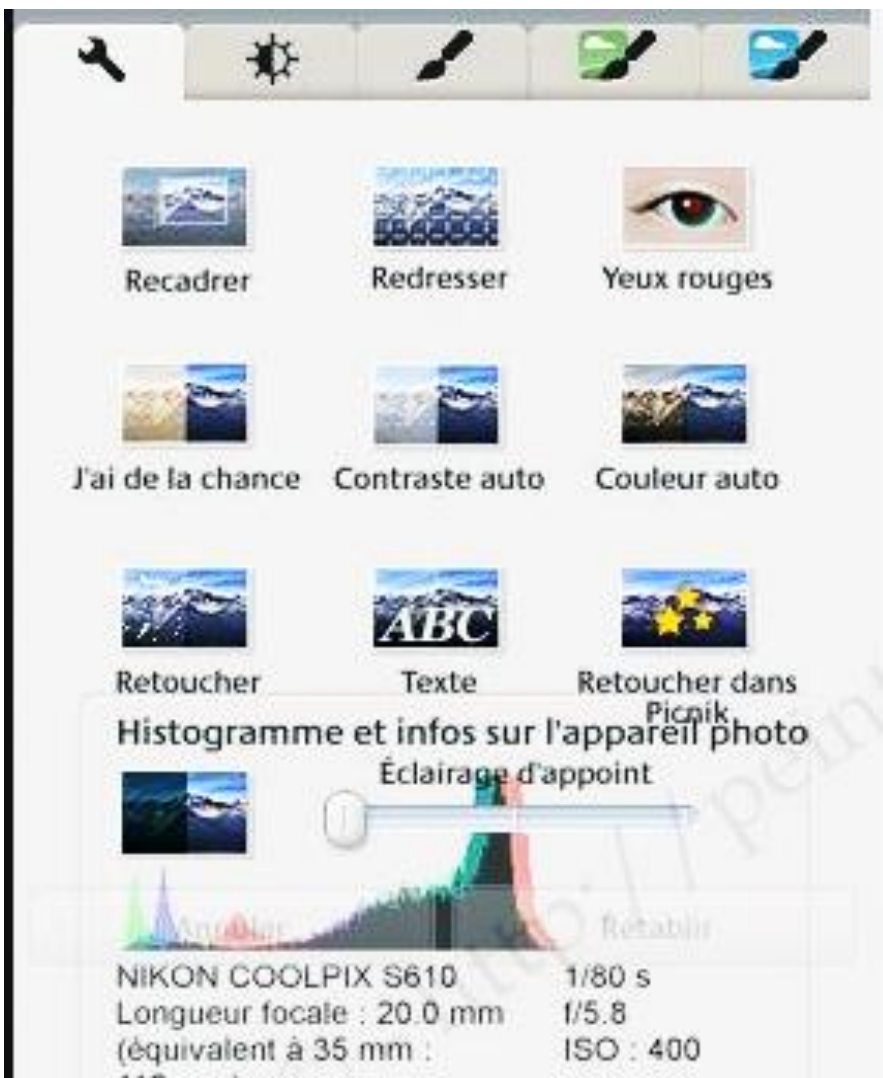 Recadrer
Redresser
Yeux rouges
J'ai de la chance
Contraste auto
Couleur auto
ABC
Retoucher
Texte
Retoucher dans
Picnik
Histogramme et infos sur l'appareil photo
Éclairage d'appoint
Annuler
Rétablir
NIKON COOLPIX S610
1/80 s
Longueur focale : 20.0 mm
f/5.8
(équivalent à 35 mm :
ISO : 400
http://peint